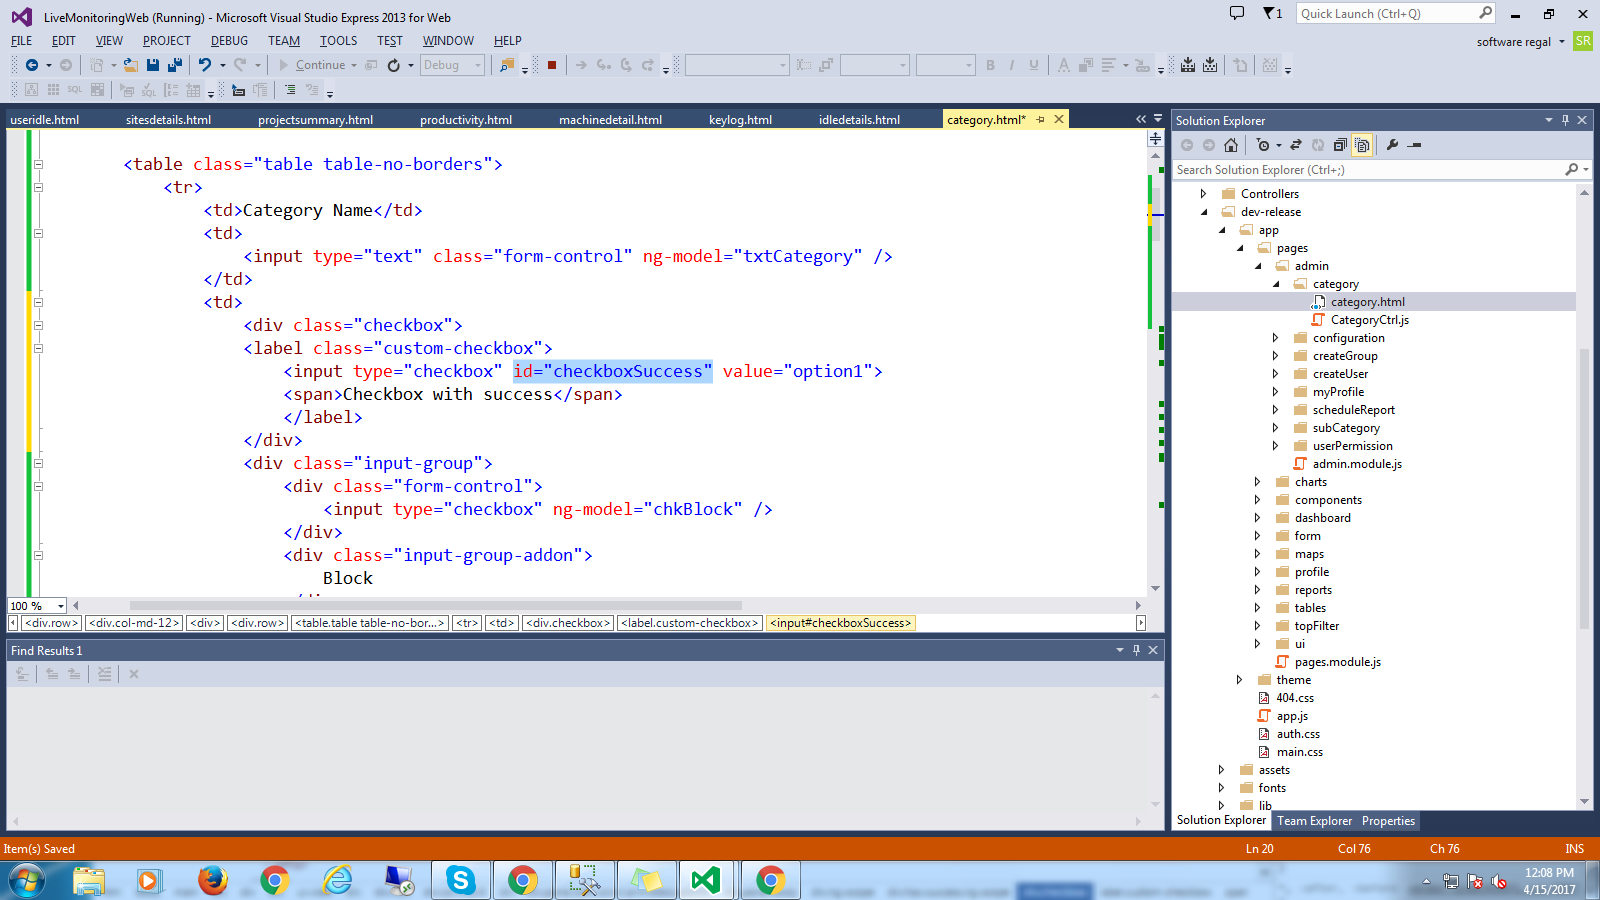 LiveMonitoringWeb (Running) - Microsoft Visual Studio Express 2013 for Web
1
Quick Launch (Ctrl+Q)
FILE EDIT VIEW PROJECT DEBUG TEAM TOOLS TEST WINDOW HELP
software regal SR
Continue Debug
SQL SQL
useridle.html sitesdetails.html projectsummary.html productivity.html machinedetail.html keylog.html idledetails.html category.html*
<table class="table table-no-borders">
<tr>
<td>Category Name</td>
<td>
<input type="text" class="form-control" ng-model="txtCategory" />
</td>
<td>
<div class="checkbox">
<label class="custom-checkbox">
<input type="checkbox" id="checkboxSuccess" value="option1">
<span>Checkbox with success</span>
</label>
</div>
<div class="input-group">
<div class="form-control">
<input type="checkbox" ng-model="chkBlock" />
</div>
<div class="input-group-addon">
Block
100 %
<div.row> <div.col-md-12> <div> <div.row> <table.table table-no-bor...> <tr> <td> <div.checkbox> <label.custom-checkbox> <input#checkboxSuccess>
Find Results 1
Solution Explorer
Search Solution Explorer (Ctrl+;)
Controllers
dev-release
app
pages
admin
category
category.html
CategoryCtrl.js
configuration
createGroup
createUser
myProfile
scheduleReport
subCategory
userPermission
admin.module.js
charts
components
dashboard
form
maps
profile
reports
tables
topFilter
ui
pages.module.js
theme
404.css
app.js
auth.css
main.css
assets
fonts
lib
Solution Explorer Team Explorer Properties
Item(s) Saved Ln 20 Col 76 Ch 76 INS
12:08 PM
4/15/2017